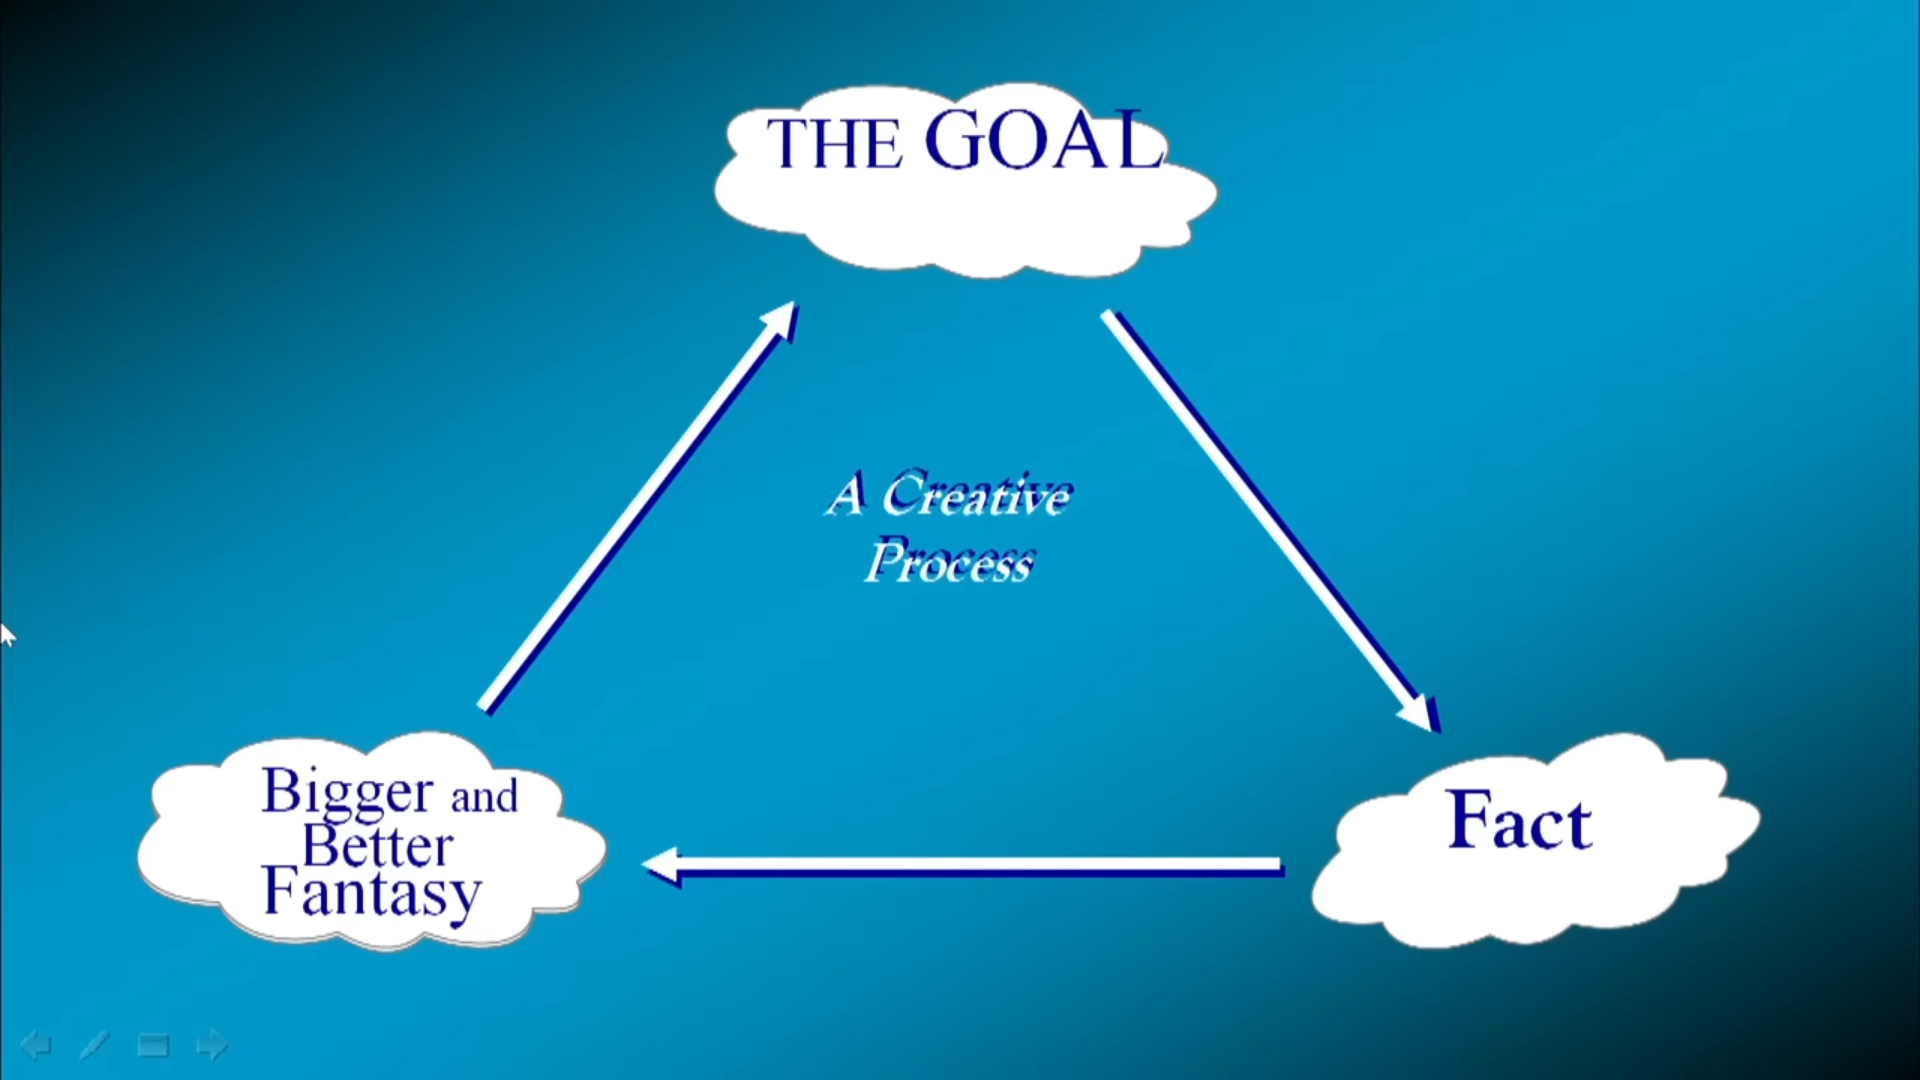 THE GOAL
A Creative
Process
Bigger and
Better
Fantasy
Fact